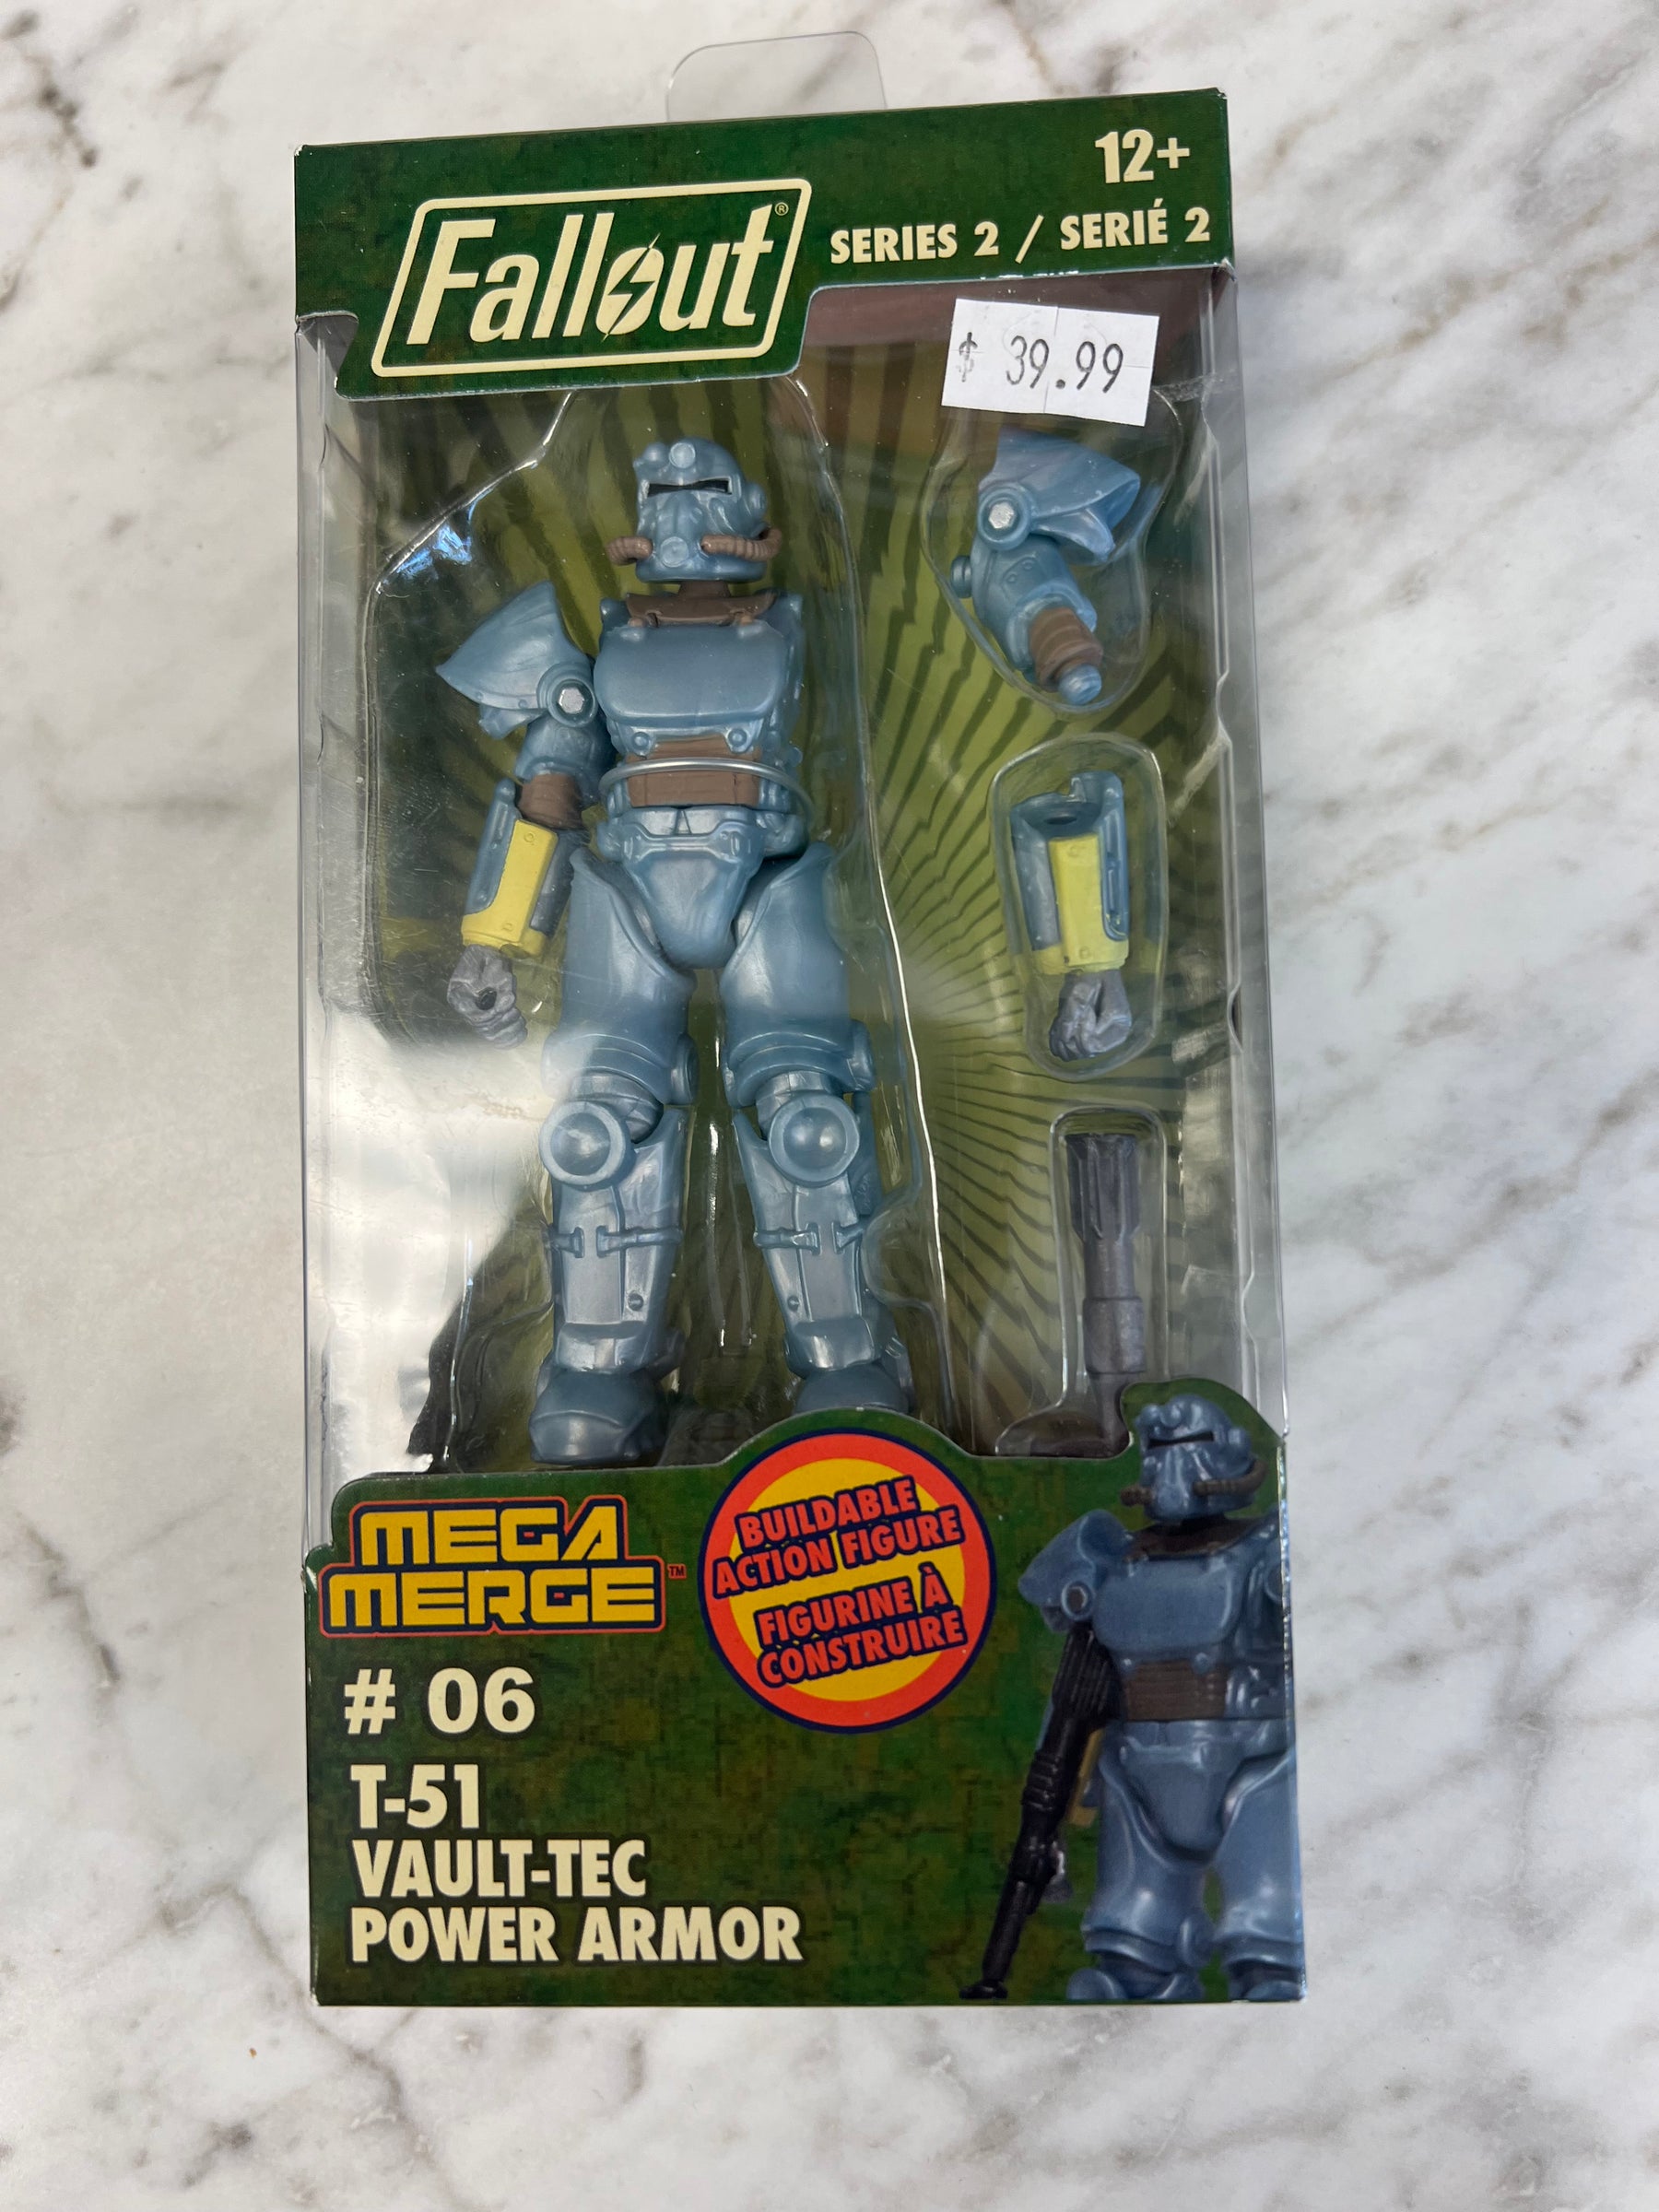 12+
Fallout®
SERIES 2 / SERIÉ 2
$ 39.99
MEGA
MERGE™
BUILDABLE
ACTION FIGURE
FIGURINE À
CONSTRUIRE
# 06
T-51
VAULT-TEC
POWER ARMOR